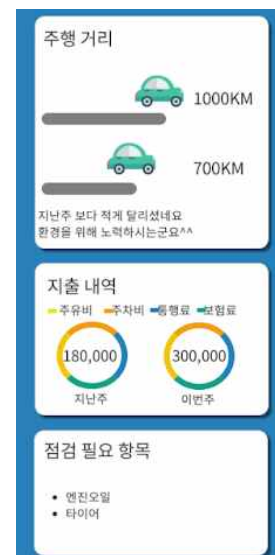 주행 거리
1000KM
700KM
지난주 보다 적게 달리셨네요
환경을 위해 노력하시는군요^^
지출 내역
주유비 주차비 통행료 보험료
180,000 300,000
지난주 이번주
점검 필요 항목
• 엔진오일
• 타이어